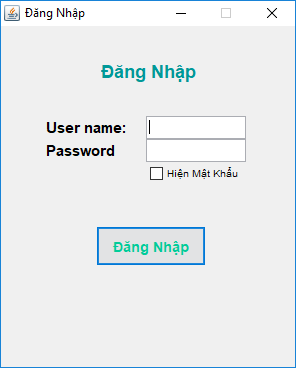 Đăng Nhập
Đăng Nhập
User name:
Password
Hiện Mật Khẩu
Đăng Nhập